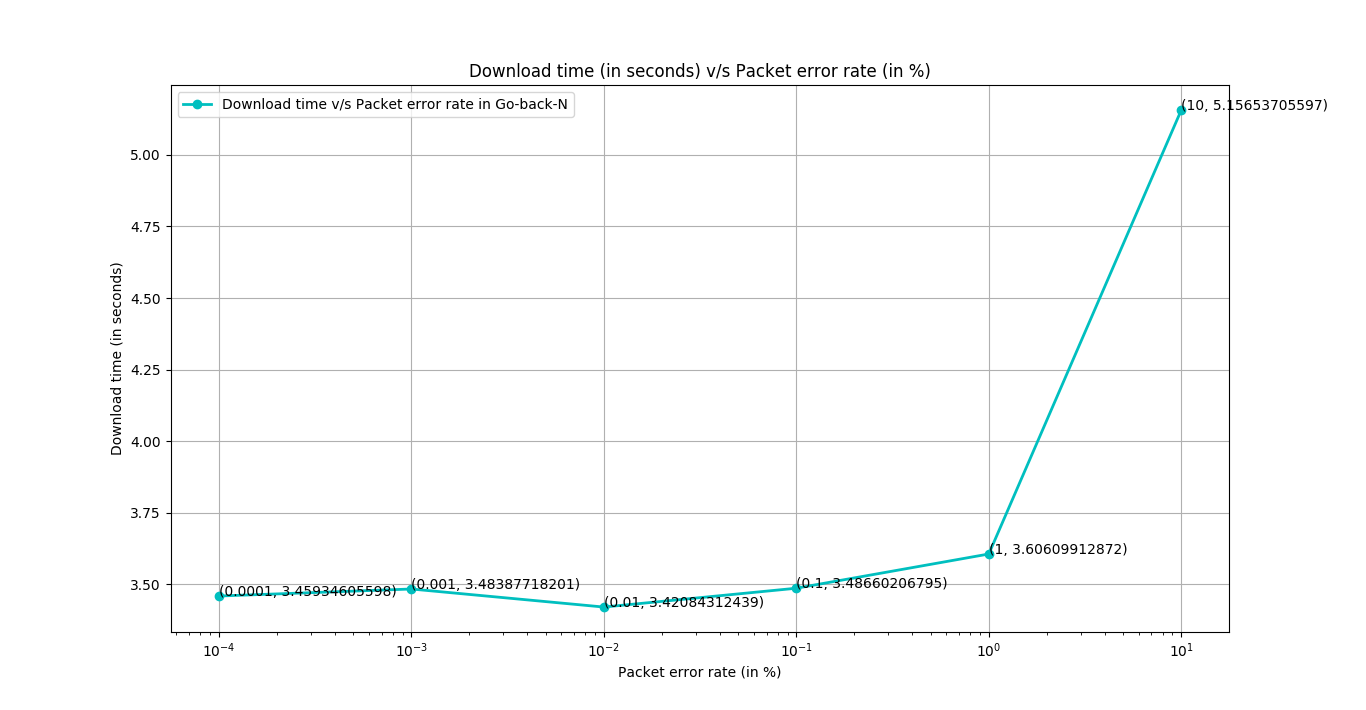 Download time (in seconds) v/s Packet error rate (in %)
Download time v/s Packet error rate in Go-back-N
(10, 5.15653705597)
5.00
4.75
4.50
4.25
4.00
3.75
3.50
Download time (in seconds)
(1, 3.60609912872)
(0.0001, 3.45934605598)
(0.001, 3.48387718201)
(0.01, 3.42084312439)
(0.1, 3.48660206795)
10⁻⁴ 10⁻³ 10⁻² 10⁻¹ 10⁰ 10¹
Packet error rate (in %)